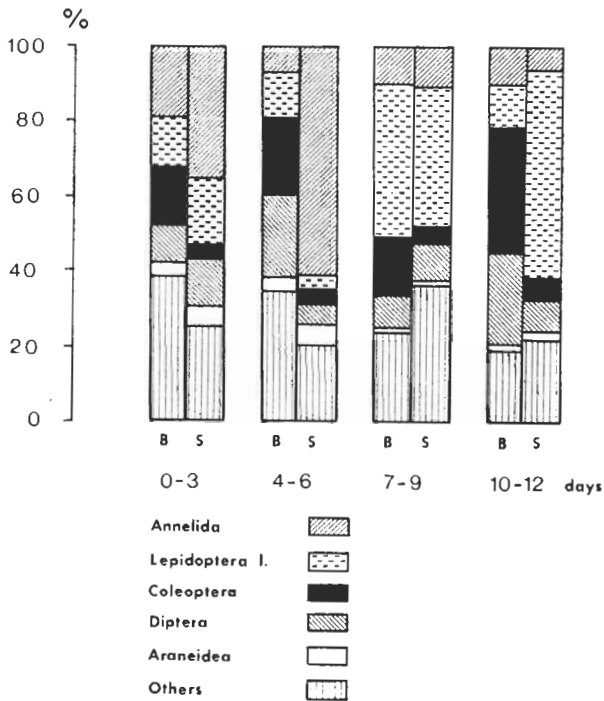 %
100
80
60
40
20
0
B S B S B S B S
0-3 4-6 7-9 10-12 days
Annelida
Lepidoptera l.
Coleoptera
Diptera
Araneidea
Others